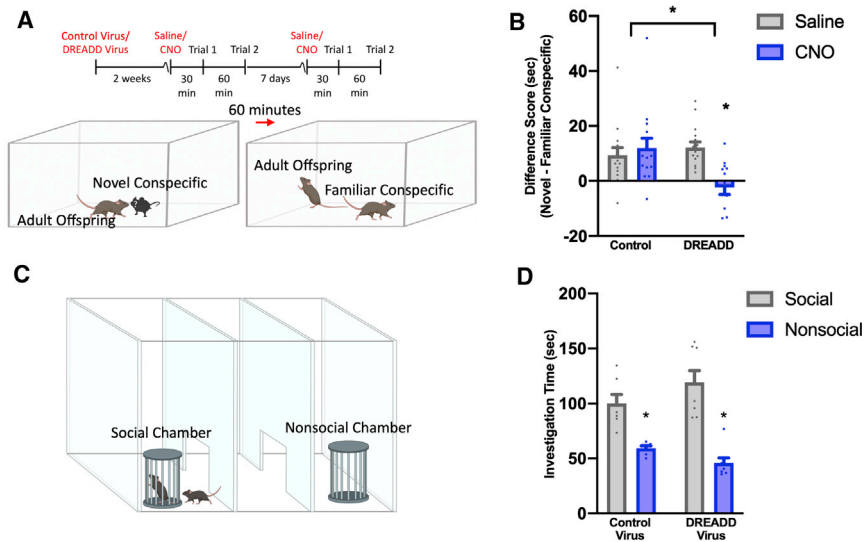 A
Control Virus/
DREADD Virus
Saline/
CNO
Trial 1
Trial 2
Saline/
CNO
Trial 1
Trial 2
2 weeks
30
min
60
min
7 days
30
min
60
min
60 minutes
Novel Conspecific
Adult Offspring
Adult Offspring
Familiar Conspecific
B
Difference Score (sec)
(Novel - Familiar Conspecific)
60
40
20
0
-20
*
*
Control
DREADD
Saline
CNO
C
Social Chamber
Nonsocial Chamber
D
Investigation Time (sec)
200
150
100
50
0
*
*
Control
Virus
DREADD
Virus
Social
Nonsocial